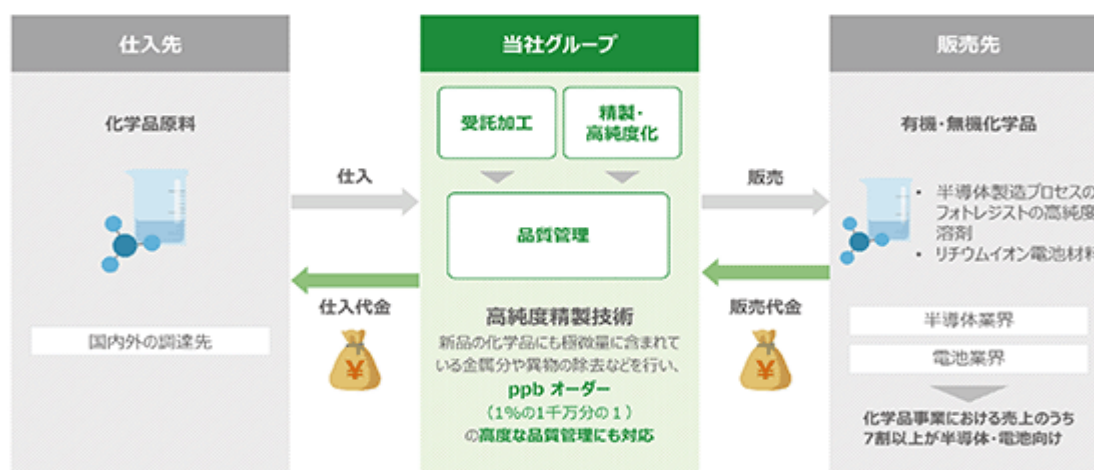 仕入先
化学品原料
国内外の調達先
仕入
仕入代金
¥
当社グループ
受託加工
精製・
高純度化
品質管理
高純度精製技術
新品の化学品にも極微量に含まれて
いる金属分や異物の除去などを行い、
ppb オーダー
（1%の1千万分の１）
の高度な品質管理にも対応
販売
販売代金
¥
販売先
有機・無機化学品
• 半導体製造プロセスの
フォトレジストの高純度
溶剤
• リチウムイオン電池材料
半導体業界
電池業界
化学品事業における売上のうち
7割以上が半導体・電池向け